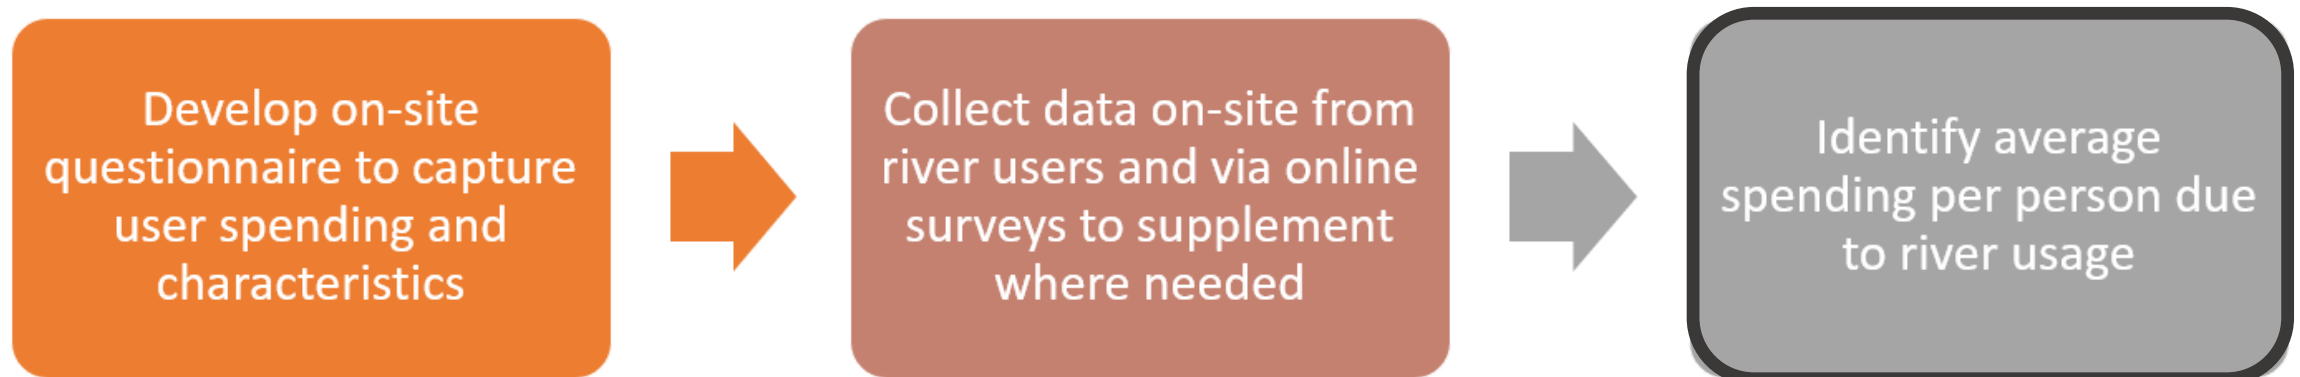 Develop on-site
questionnaire to capture
user spending and
characteristics
Collect data on-site from
river users and via online
surveys to supplement
where needed
Identify average
spending per person due
to river usage